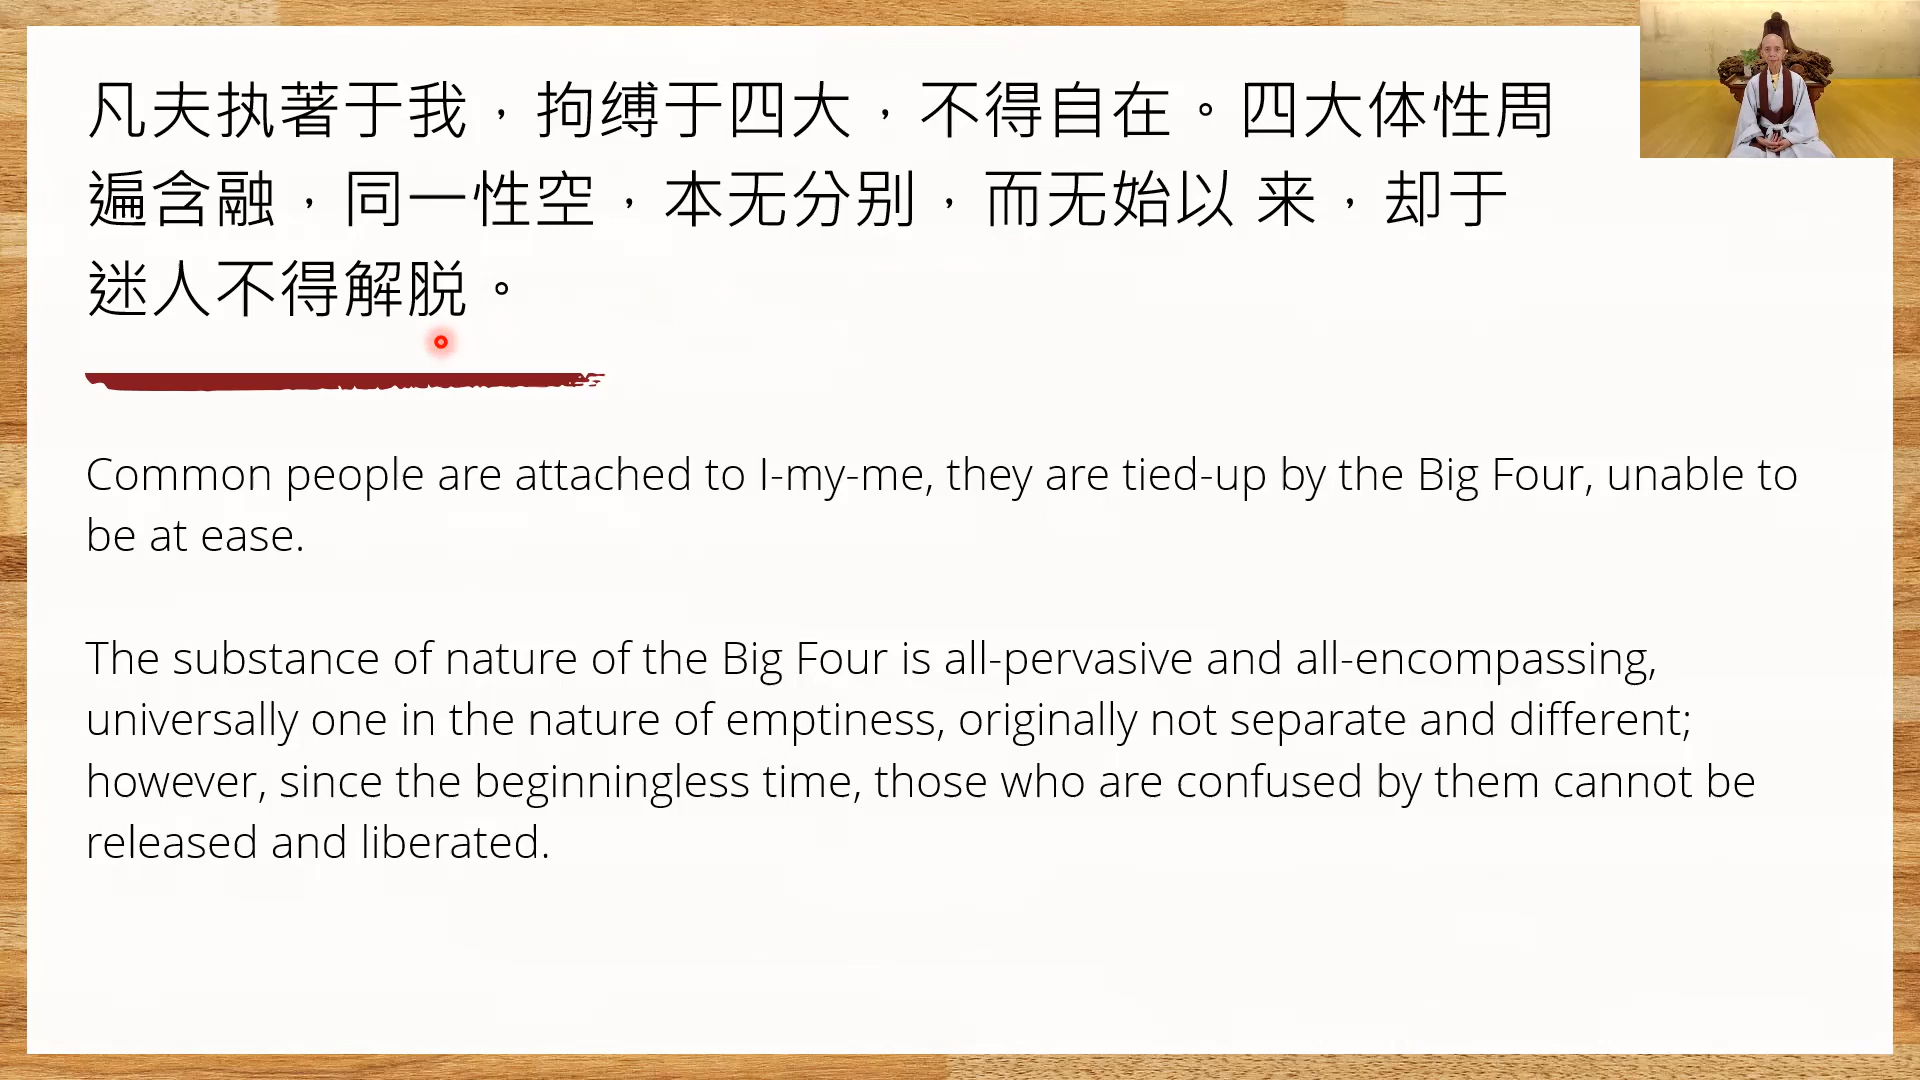 凡夫执著于我，拘缚于四大，不得自在。四大体性周
遍含融，同一性空，本无分别，而无始以 来，却于
迷人不得解脱。
Common people are attached to I-my-me, they are tied-up by the Big Four, unable to
be at ease.
The substance of nature of the Big Four is all-pervasive and all-encompassing,
universally one in the nature of emptiness, originally not separate and different;
however, since the beginningless time, those who are confused by them cannot be
released and liberated.